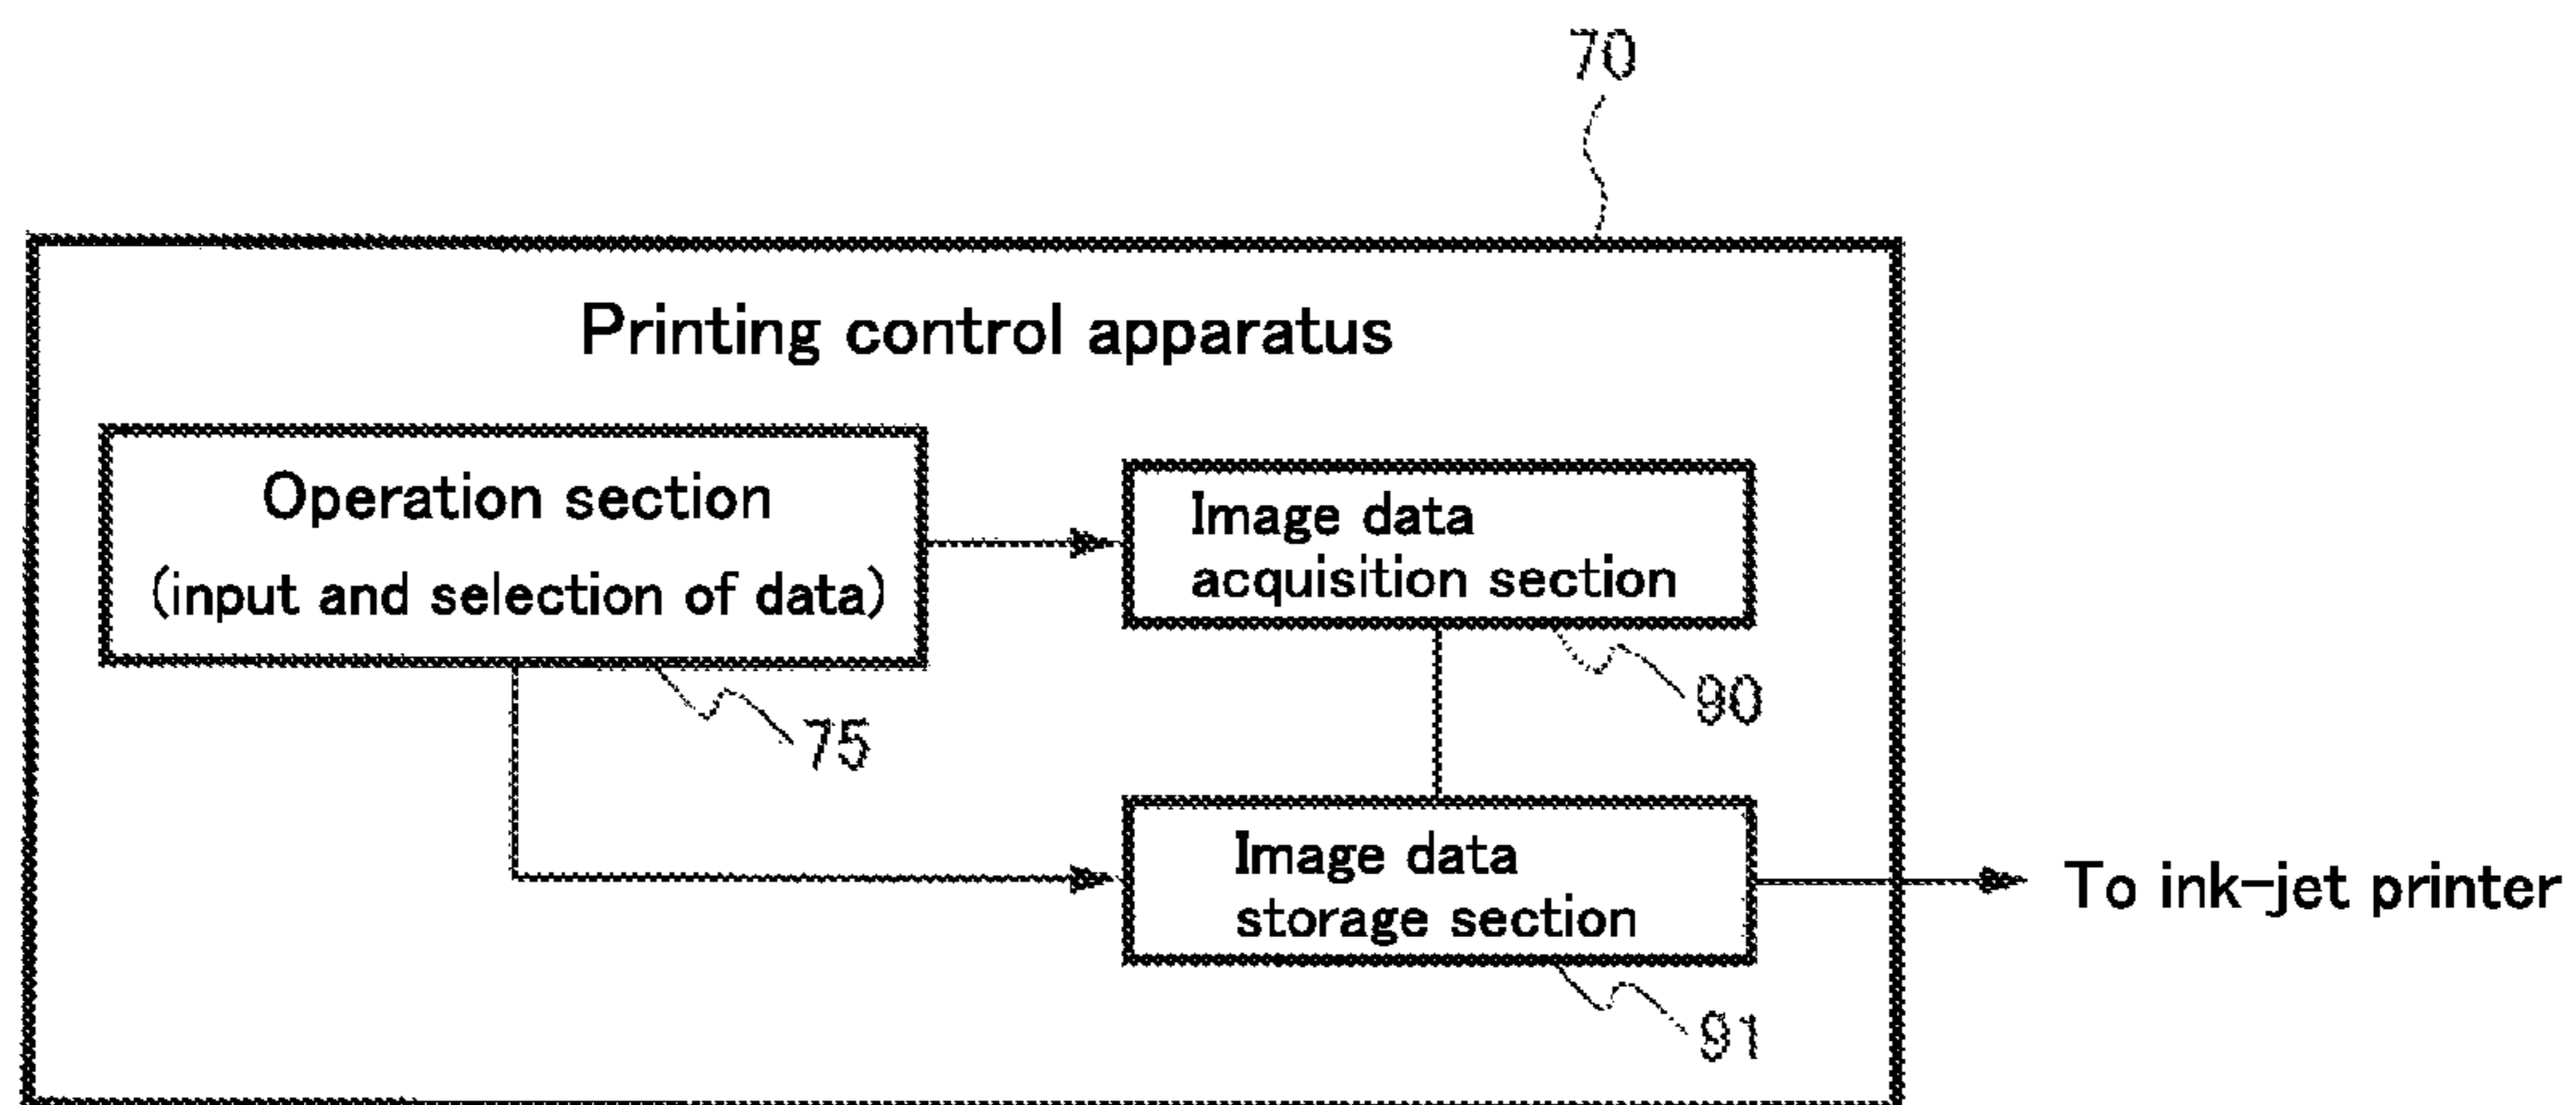 70
Printing control apparatus
Operation section
(input and selection of data)
Image data
acquisition section
90
75
Image data
storage section
To ink-jet printer
91